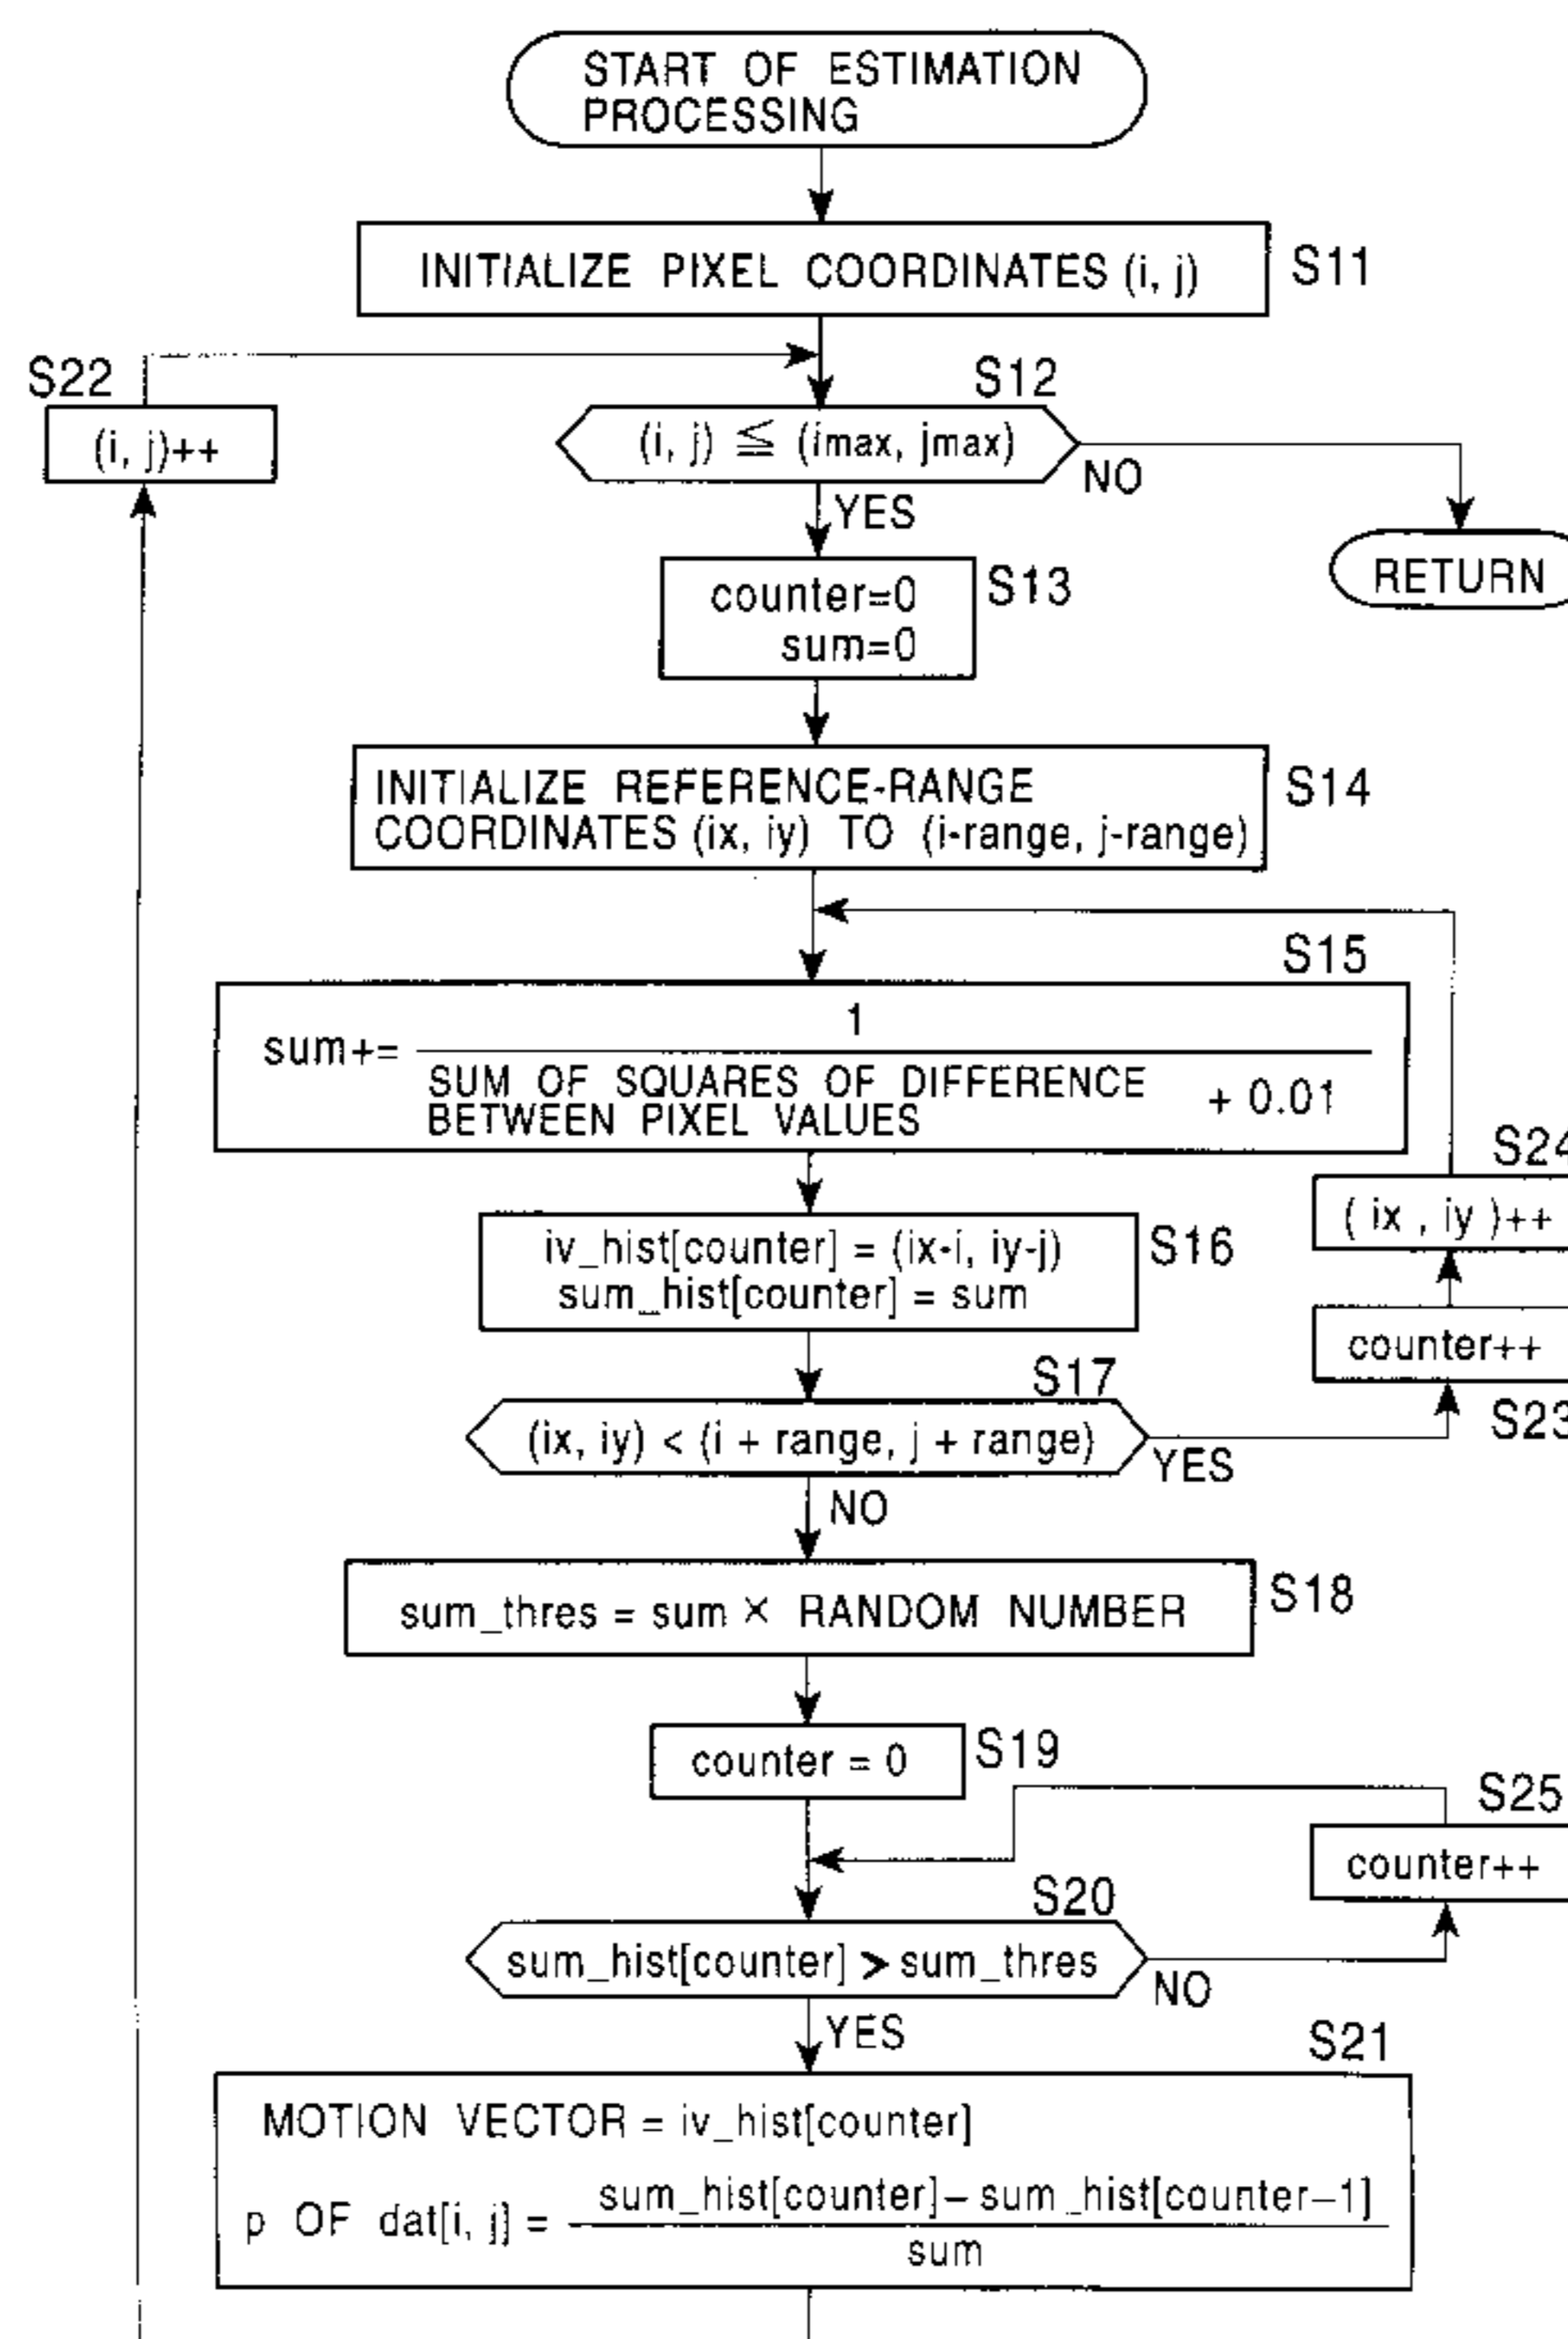 START OF ESTIMATION
PROCESSING
INITIALIZE PIXEL COORDINATES (i, j)
S11
S22
(i, j)++
S12
(i, j) ≦ (imax, jmax)
NO
YES
RETURN
counter=0
sum=0
S13
INITIALIZE REFERENCE-RANGE
COORDINATES (ix, iy) TO (i-range, j-range)
S14
S15
1
sum+=
SUM OF SQUARES OF DIFFERENCE
BETWEEN PIXEL VALUES
+ 0.01
S24
( ix , iy )++
iv_hist[counter] = (ix-i, iy-j)
sum_hist[counter] = sum
S16
counter++
S23
S17
(ix, iy) < (i + range, j + range)
YES
NO
sum_thres = sum × RANDOM NUMBER
S18
counter = 0
S19
S25
counter++
S20
sum_hist[counter] > sum_thres
NO
YES
S21
MOTION VECTOR = iv_hist[counter]
p OF dat[i, j] =
sum_hist[counter]–sum_hist[counter–1]
sum